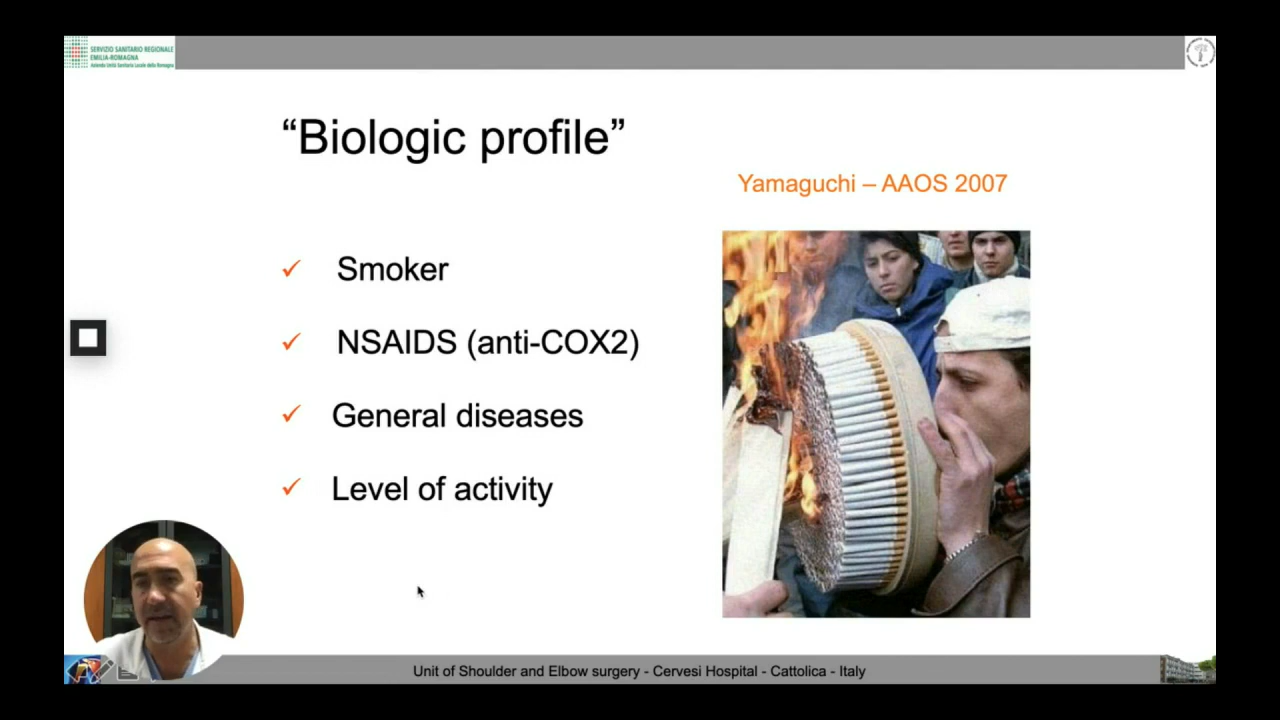 SERVIZIO SANITARIO REGIONALE
EMILIA-ROMAGNA
Azienda Unità Sanitaria Locale della Romagna
“Biologic profile”
Yamaguchi – AAOS 2007
✓ Smoker
✓ NSAIDS (anti-COX2)
✓ General diseases
✓ Level of activity
Unit of Shoulder and Elbow surgery - Cervesi Hospital - Cattolica - Italy